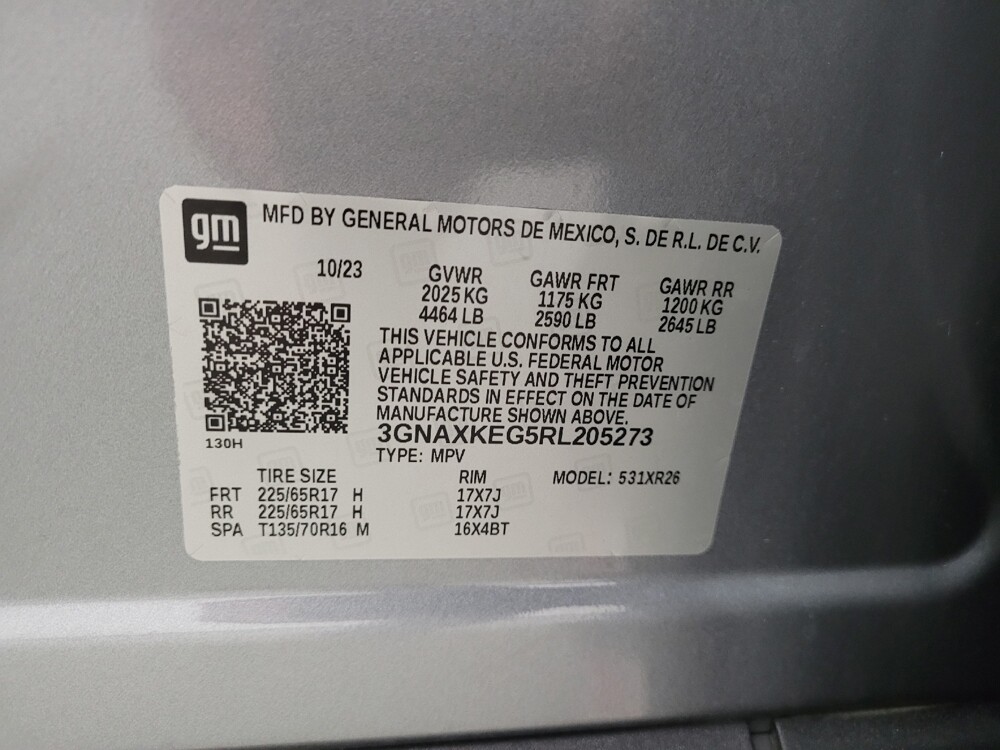 gm
MFD BY GENERAL MOTORS DE MEXICO, S. DE R.L. DE C.V.
10/23
GVWR GAWR FRT GAWR RR
2025 KG 1175 KG 1200 KG
4464 LB 2590 LB 2645 LB
THIS VEHICLE CONFORMS TO ALL
APPLICABLE U.S. FEDERAL MOTOR
VEHICLE SAFETY AND THEFT PREVENTION
STANDARDS IN EFFECT ON THE DATE OF
MANUFACTURE SHOWN ABOVE.
130H
3GNAXKEG5RL205273
TYPE: MPV
TIRE SIZE RIM MODEL: 531XR26
FRT 225/65R17 H 17X7J
RR 225/65R17 H 17X7J
SPA T135/70R16 M 16X4BT